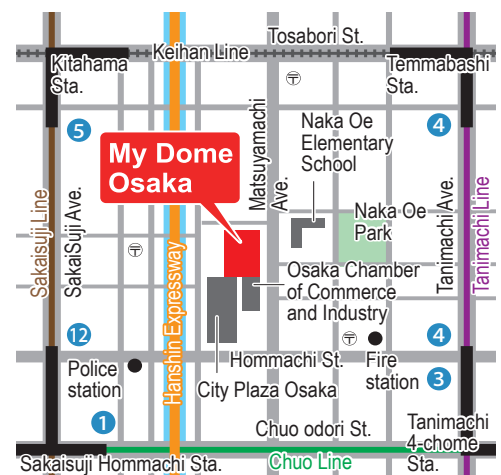 Tosabori St.
Keihan Line
Kitahama
Sta.
Temmabashi
Sta.
〒
5
4
My Dome
Osaka
Matsuyamachi
Ave.
Naka Oe
Elementary
School
Sakaisuji Line
SakaiSuji Ave.
Hanshin Expressway
Tanimachi Ave.
Tanimachi Line
Naka Oe
Park
〒
Osaka Chamber
of Commerce
and Industry
12
〒
4
Hommachi St.
Police
station
Fire
station
3
City Plaza Osaka
1
Chuo odori St.
Tanimachi
4-chome
Sta.
Sakaisuji Hommachi Sta.
Chuo Line